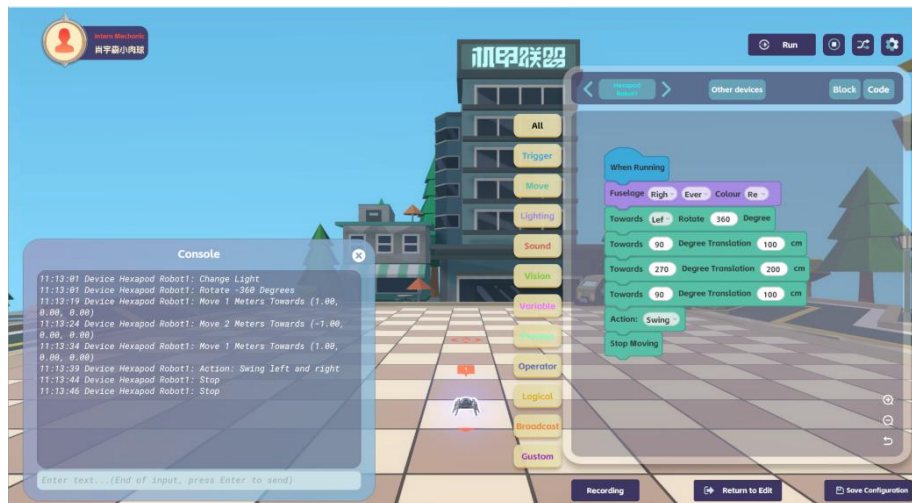 Intern Mechanic
肖宇霸小肉球
机甲联盟
Run
Hexapod
Robot1
Other devices
Block
Code
All
Trigger
Move
Lighting
Sound
Vision
Variable
Operator
Logical
Broadcast
Gustom
When Running
Fuselage Righ Ever Colour Re
Towards Lef Rotate 360 Degree
Towards 90 Degree Translation 100 cm
Towards 270 Degree Translation 200 cm
Towards 90 Degree Translation 100 cm
Action: Swing
Stop Moving
Console
11:13:01 Device Hexapod Robot1: Change Light
11:13:01 Device Hexapod Robot1: Rotate -360 Degrees
11:13:19 Device Hexapod Robot1: Move 1 Meters Towards (1.00,
0.00, 0.00)
11:13:24 Device Hexapod Robot1: Move 2 Meters Towards (-1.00,
0.00, 0.00)
11:13:34 Device Hexapod Robot1: Move 1 Meters Towards (1.00,
0.00, 0.00)
11:13:39 Device Hexapod Robot1: Action: Swing left and right
11:13:44 Device Hexapod Robot1: Stop
11:13:46 Device Hexapod Robot1: Stop
Enter text...(End of input, press Enter to send)
Recording
Return to Edit
Save Configuration